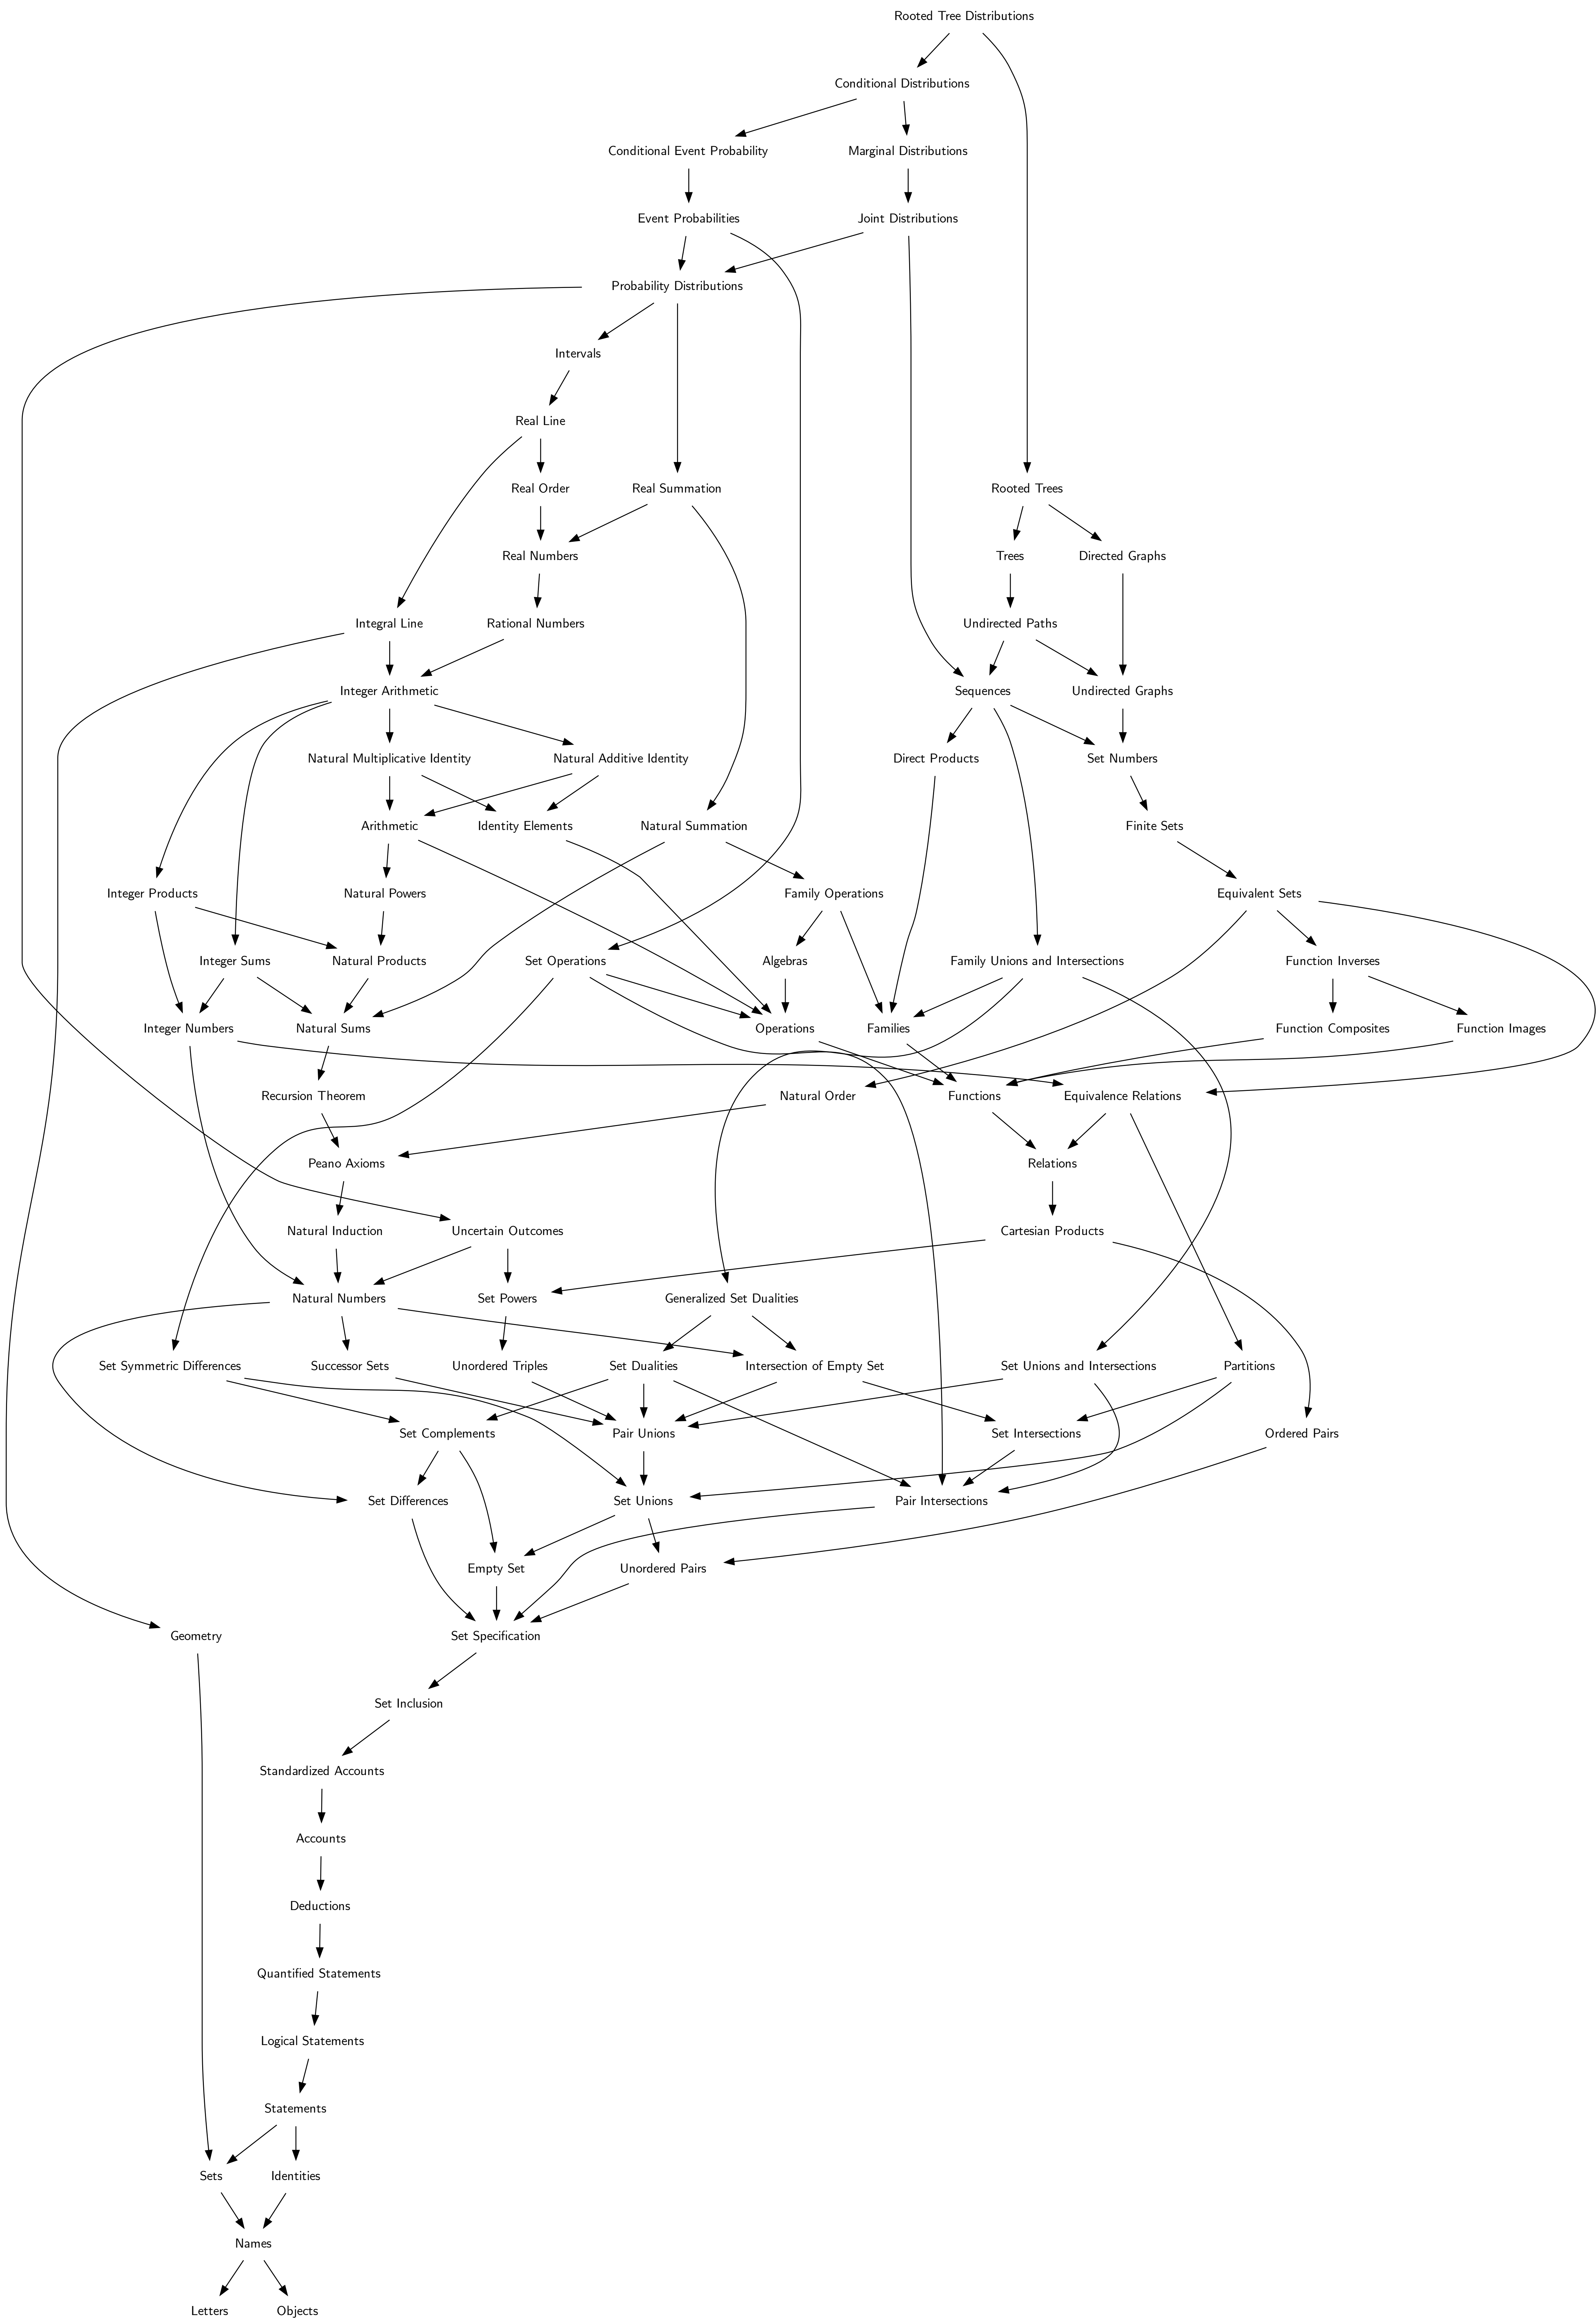 Rooted Tree Distributions
Conditional Distributions
Conditional Event Probability
Marginal Distributions
Event Probabilities
Joint Distributions
Probability Distributions
Intervals
Real Line
Real Order
Real Summation
Rooted Trees
Real Numbers
Trees
Directed Graphs
Integral Line
Rational Numbers
Undirected Paths
Integer Arithmetic
Sequences
Undirected Graphs
Natural Multiplicative Identity
Natural Additive Identity
Direct Products
Set Numbers
Arithmetic
Identity Elements
Natural Summation
Finite Sets
Integer Products
Natural Powers
Family Operations
Equivalent Sets
Integer Sums
Natural Products
Set Operations
Algebras
Family Unions and Intersections
Function Inverses
Integer Numbers
Natural Sums
Operations
Families
Function Composites
Function Images
Recursion Theorem
Natural Order
Functions
Equivalence Relations
Peano Axioms
Relations
Natural Induction
Uncertain Outcomes
Cartesian Products
Natural Numbers
Set Powers
Generalized Set Dualities
Set Symmetric Differences
Successor Sets
Unordered Triples
Set Dualities
Intersection of Empty Set
Set Unions and Intersections
Partitions
Set Complements
Pair Unions
Set Intersections
Ordered Pairs
Set Differences
Set Unions
Pair Intersections
Empty Set
Unordered Pairs
Geometry
Set Specification
Set Inclusion
Standardized Accounts
Accounts
Deductions
Quantified Statements
Logical Statements
Statements
Sets
Identities
Names
Letters
Objects